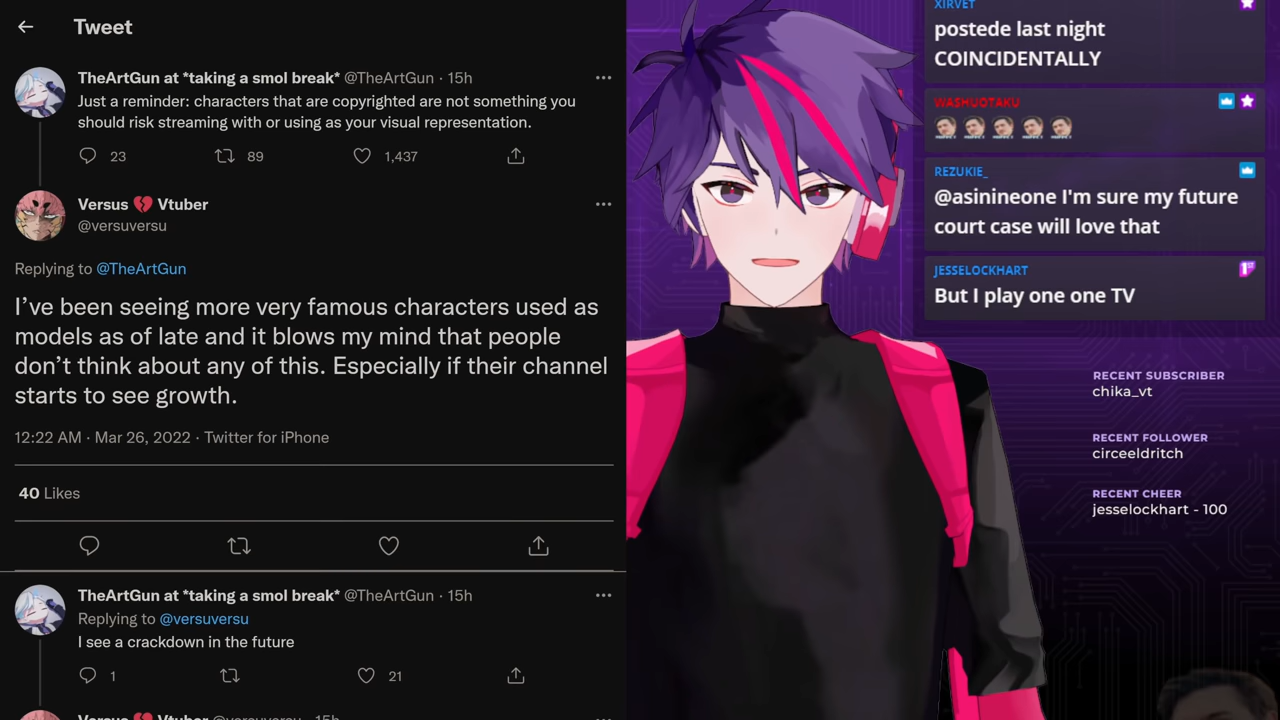 Tweet
TheArtGun at *taking a smol break* @TheArtGun · 15h
Just a reminder: characters that are copyrighted are not something you
should risk streaming with or using as your visual representation.
23 89 1,437
Versus 💔 Vtuber
@versuversu
Replying to @TheArtGun
I’ve been seeing more very famous characters used as
models as of late and it blows my mind that people
don’t think about any of this. Especially if their channel
starts to see growth.
12:22 AM · Mar 26, 2022 · Twitter for iPhone
40 Likes
TheArtGun at *taking a smol break* @TheArtGun · 15h
Replying to @versuversu
I see a crackdown in the future
1 21
Versus 💔 Vtuber @versuversu · 15h
XIRVET
postede last night
COINCIDENTALLY
WASHUOTAKU
REZUKIE_
@asinineone I'm sure my future
court case will love that
JESSELOCKHART
But I play one one TV
RECENT SUBSCRIBER
chika_vt
RECENT FOLLOWER
circeeldritch
RECENT CHEER
jesselockhart - 100